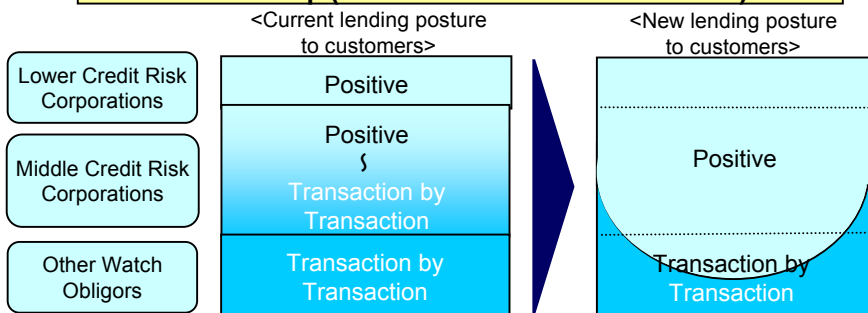 <Current lending posture
to customers>
<New lending posture
to customers>
Lower Credit Risk
Corporations
Positive
Middle Credit Risk
Corporations
Positive
Transaction by
Transaction
Positive
Other Watch
Obligors
Transaction by
Transaction
Transaction by
Transaction